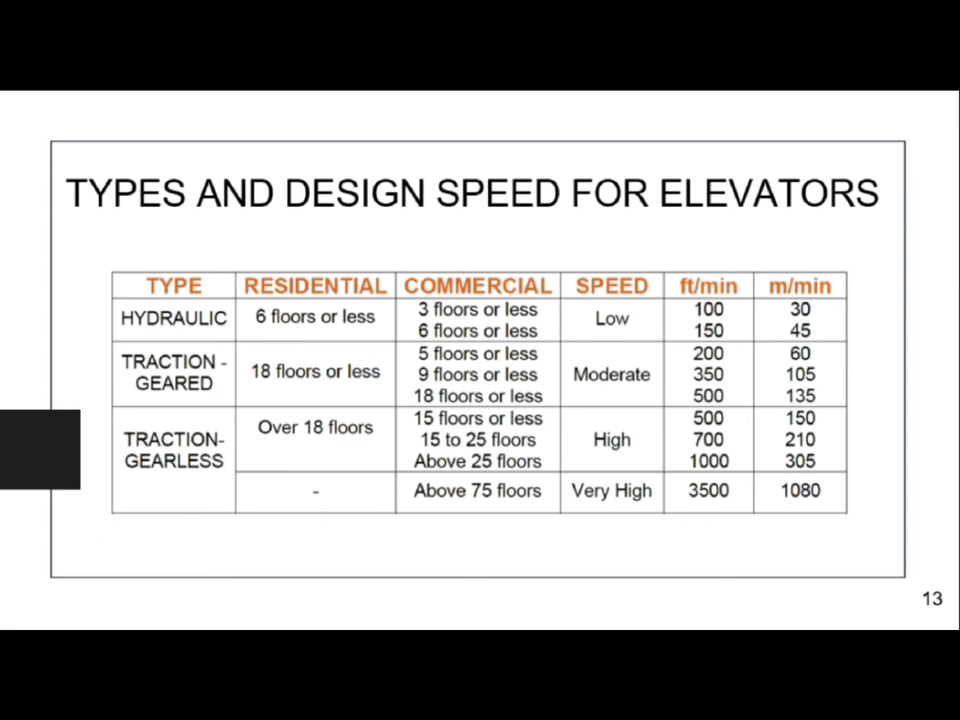 TYPES AND DESIGN SPEED FOR ELEVATORS
TYPE RESIDENTIAL COMMERCIAL SPEED ft/min m/min
HYDRAULIC 6 floors or less 3 floors or less Low 100 30
6 floors or less 150 45
TRACTION - GEARED 18 floors or less 5 floors or less Moderate 200 60
9 floors or less 350 105
18 floors or less 500 135
TRACTION- GEARLESS Over 18 floors 15 floors or less High 500 150
15 to 25 floors 700 210
Above 25 floors 1000 305
- Above 75 floors Very High 3500 1080
13